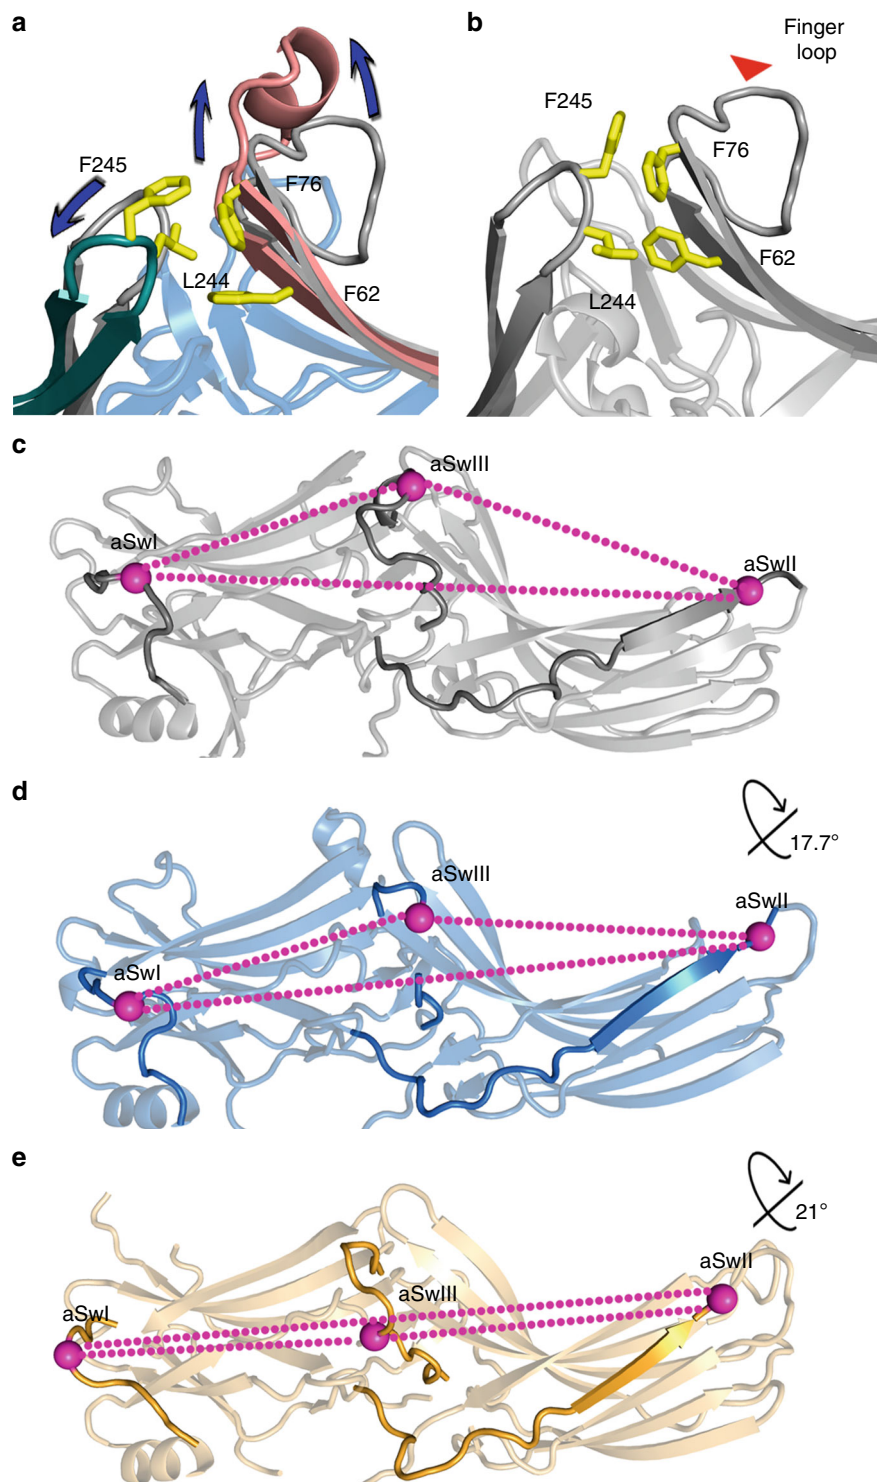 a
F245
F76
L244
F62
b
Finger
loop
F245
F76
F62
L244
c
aSwIII
aSwI
aSwII
d
17.7°
aSwIII
aSwII
aSwI
e
21°
aSwII
aSwIII
aSwI